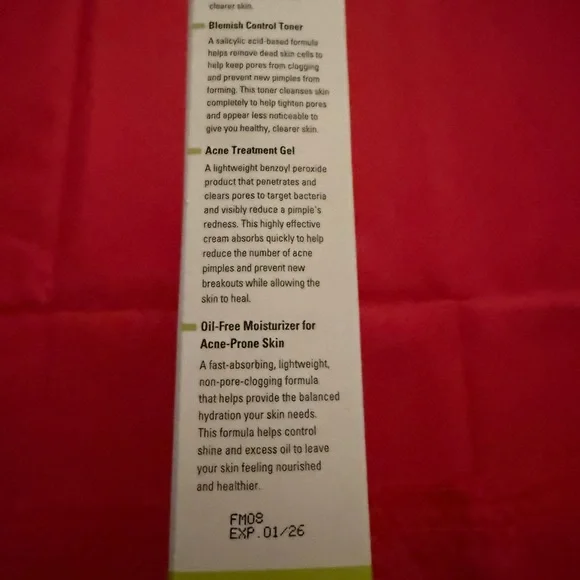 clearer skin.
Blemish Control Toner
A salicylic acid-based formula
helps remove dead skin cells to
help keep pores from clogging
and prevent new pimples from
forming. This toner cleanses skin
completely to help tighten pores
and appear less noticeable to
give you healthy, clearer skin.
Acne Treatment Gel
A lightweight benzoyl peroxide
product that penetrates and
clears pores to target bacteria
and visibly reduce a pimple's
redness. This highly effective
cream absorbs quickly to help
reduce the number of acne
pimples and prevent new
breakouts while allowing the
skin to heal.
Oil-Free Moisturizer for
Acne-Prone Skin
A fast-absorbing, lightweight,
non-pore-clogging formula
that helps provide the balanced
hydration your skin needs.
This formula helps control
shine and excess oil to leave
your skin feeling nourished
and healthier.
FM08
EXP.01/26